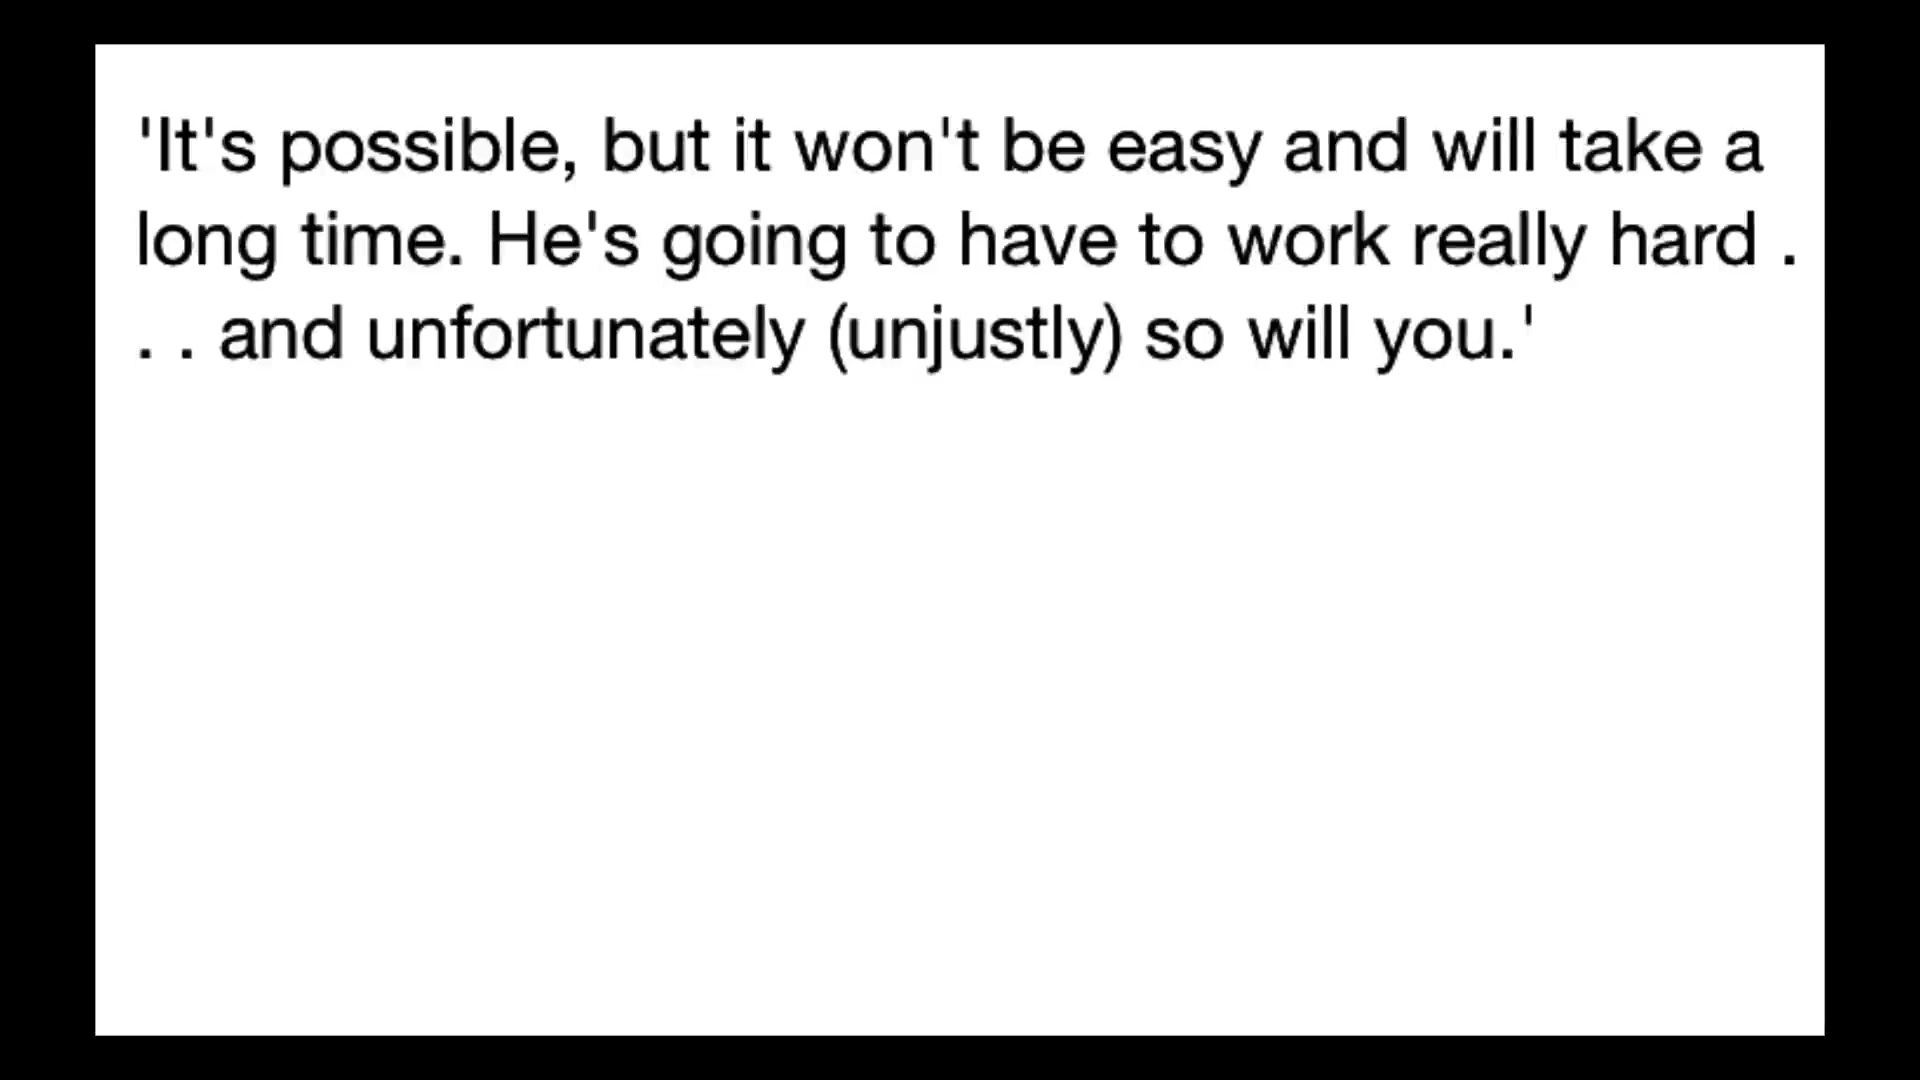 'It's possible, but it won't be easy and will take a
long time. He's going to have to work really hard .
. . and unfortunately (unjustly) so will you.'